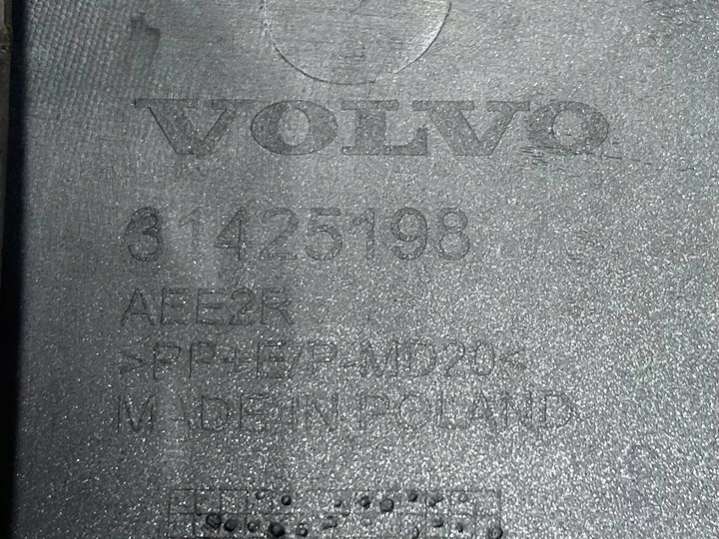 VOLVO
31425198
AEE2R
>PP+E/P-MD20<
MADE IN POLAND